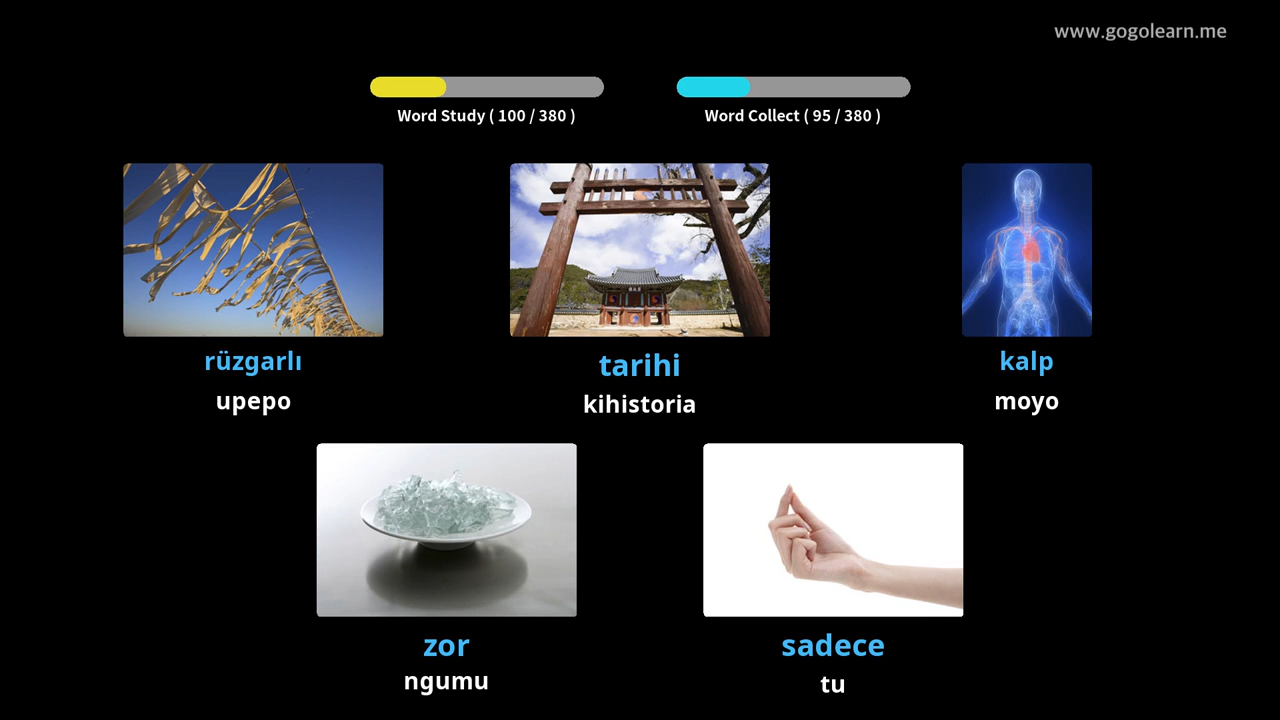 www.gogolearn.me
Word Study ( 100 / 380 )
Word Collect ( 95 / 380 )
rüzgarlı
upepo
tarihi
kihistoria
kalp
moyo
zor
ngumu
sadece
tu